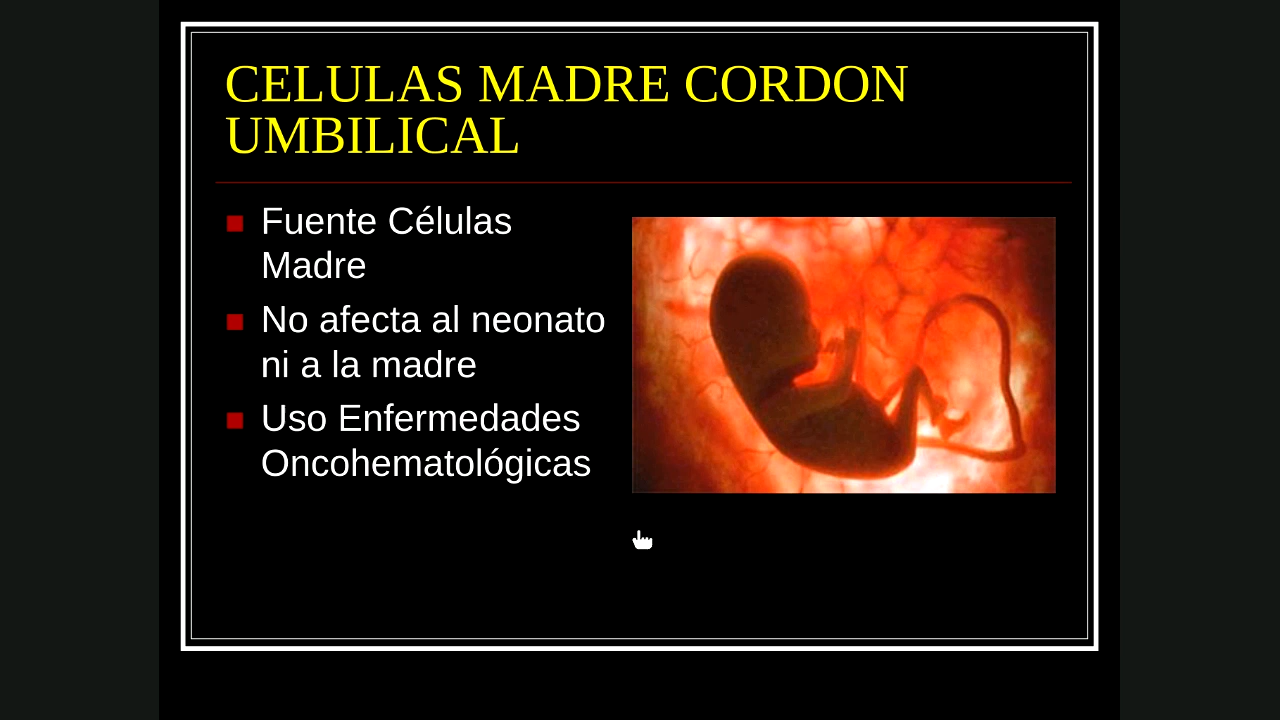 CELULAS MADRE CORDON
UMBILICAL
Fuente Células
Madre
No afecta al neonato
ni a la madre
Uso Enfermedades
Oncohematológicas